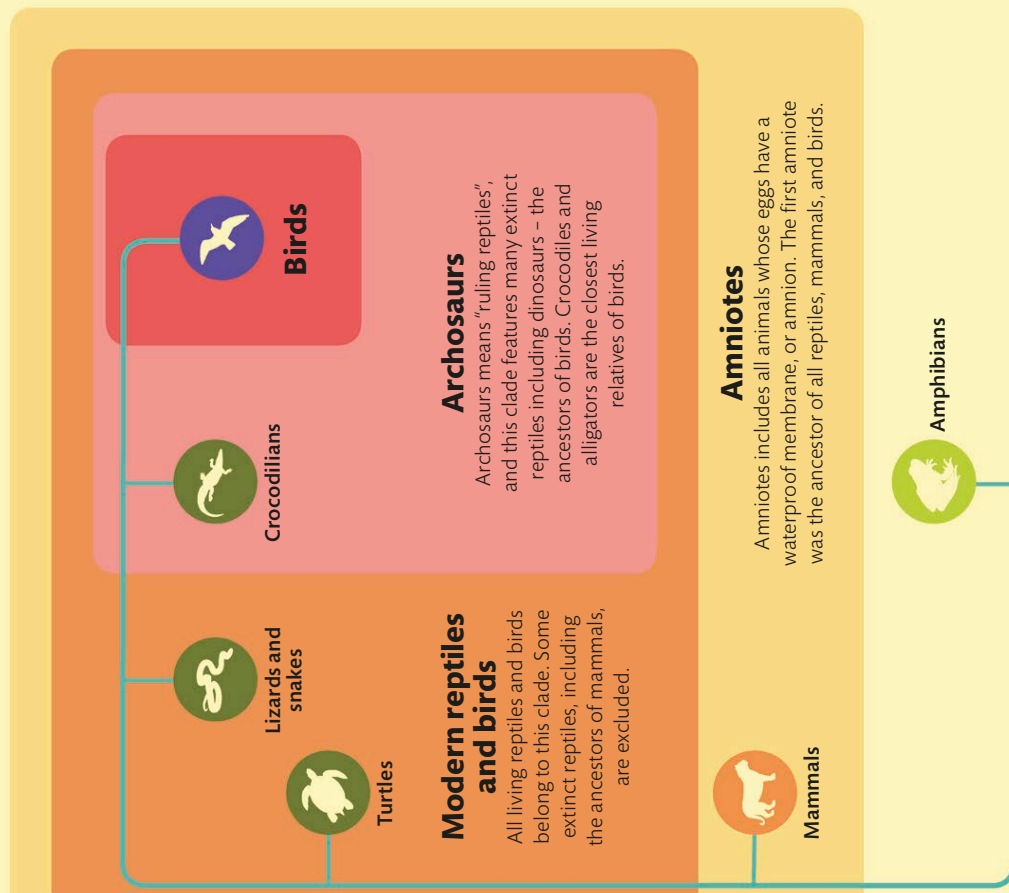 Turtles
Lizards and
snakes
Crocodilians
Birds
Modern reptiles
and birds
All living reptiles and birds
belong to this clade. Some
extinct reptiles, including
the ancestors of mammals,
are excluded.
Archosaurs
Archosaurs means “ruling reptiles”,
and this clade features many extinct
reptiles including dinosaurs – the
ancestors of birds. Crocodiles and
alligators are the closest living
relatives of birds.
Mammals
Amniotes
Amniotes includes all animals whose eggs have a
waterproof membrane, or amnion. The first amniote
was the ancestor of all reptiles, mammals, and birds.
Amphibians